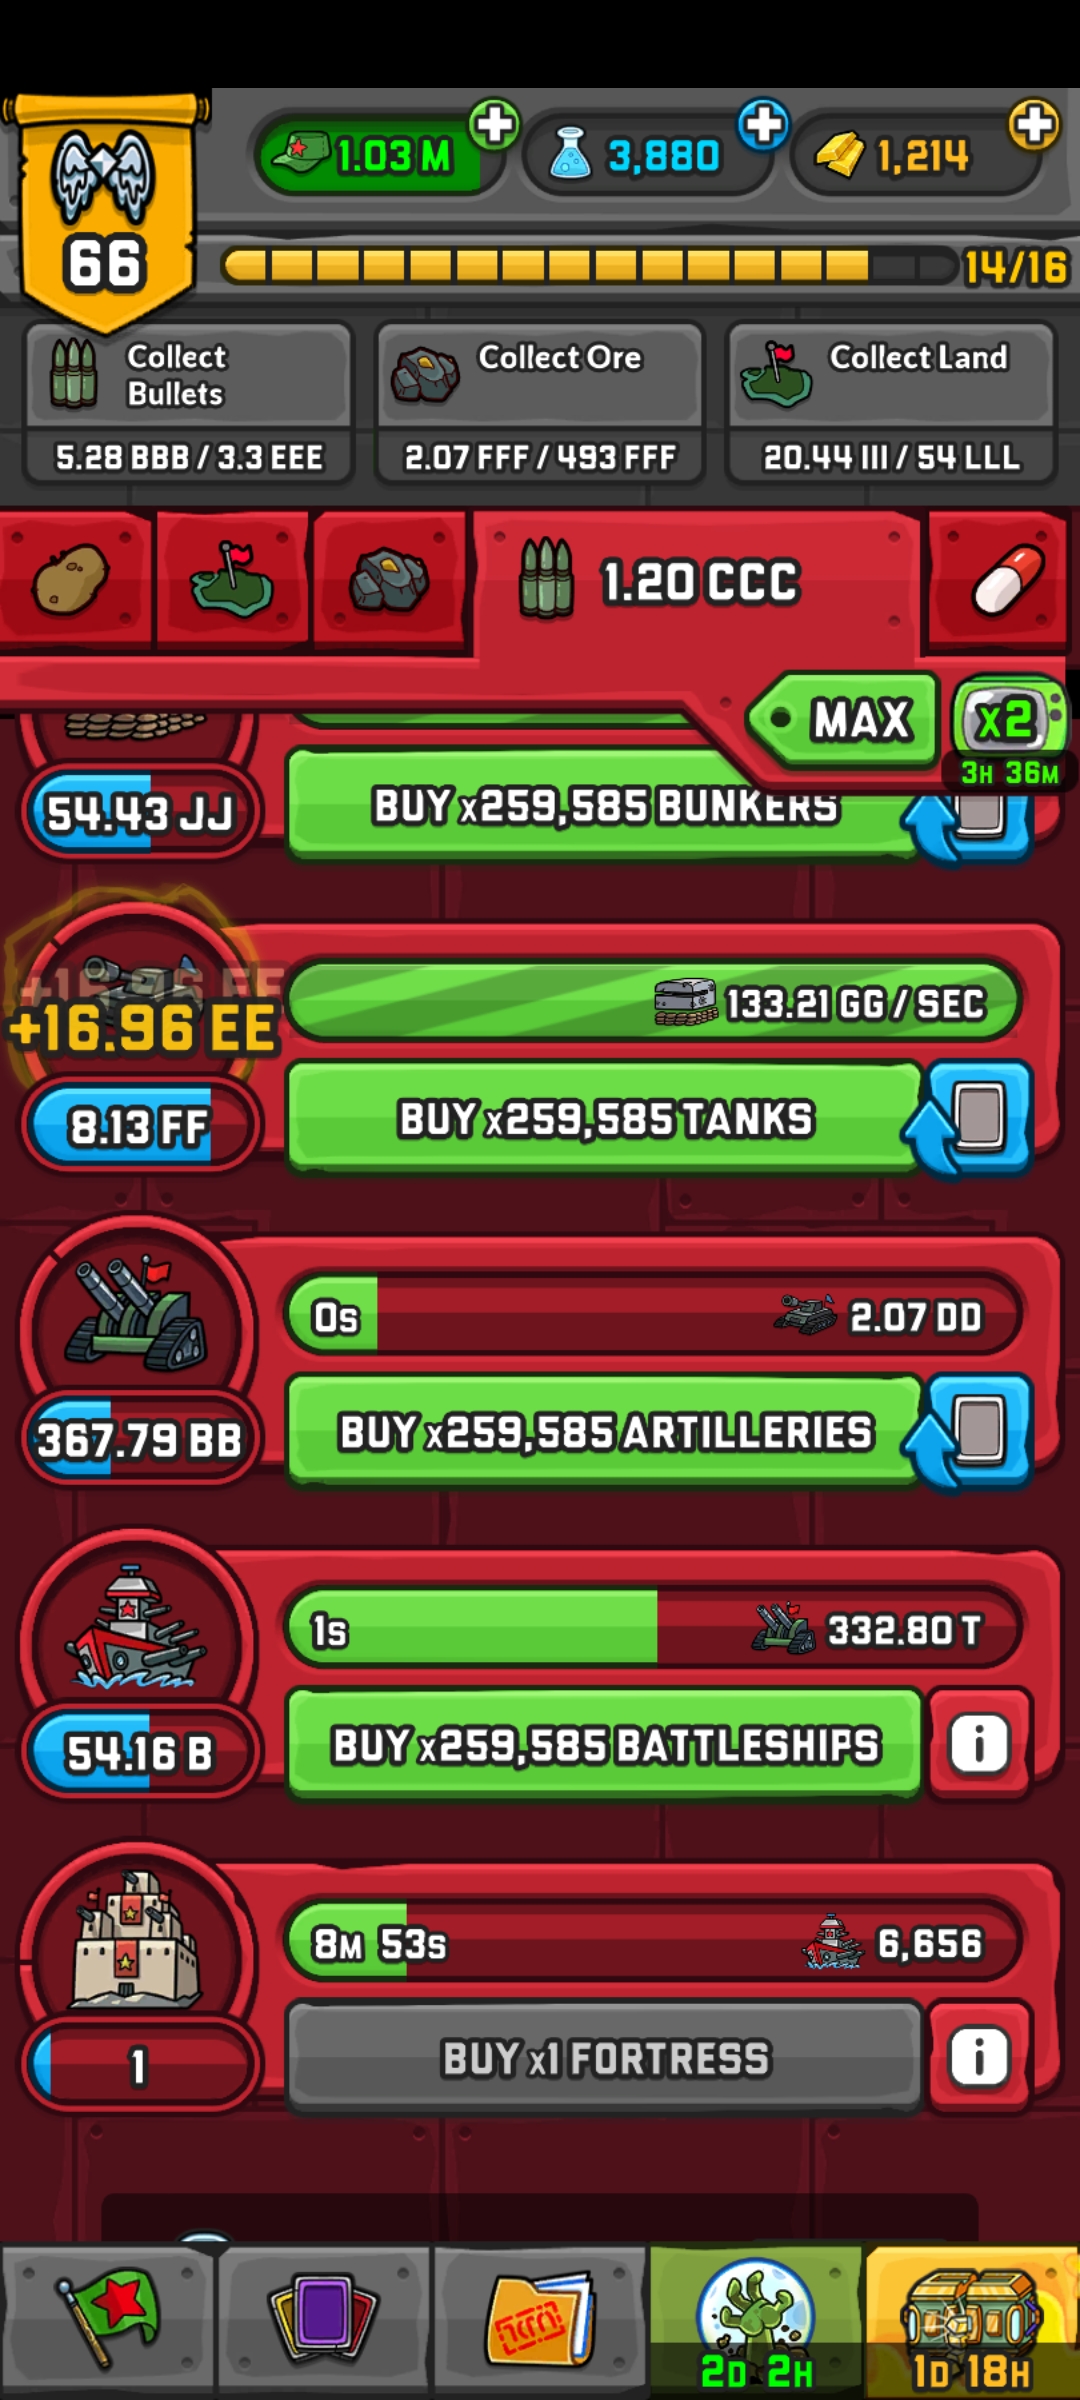 1.03 M
3,880
1,214
66
14/16
Collect
Bullets
Collect Ore
Collect Land
5.28 BBB / 3.3 EEE
2.07 FFF / 493 FFF
20.44 III / 54 LLL
1.20 CCC
MAX
x2
3H 36M
54.43 JJ
BUY x259,585 BUNKERS
+16.96 EE
+16.96 EE
133.21 GG / SEC
8.13 FF
BUY x259,585 TANKS
0s
2.07 DD
367.79 BB
BUY x259,585 ARTILLERIES
1s
332.80 T
54.16 B
BUY x259,585 BATTLESHIPS
i
8M 53s
6,656
1
BUY x1 FORTRESS
i
2D 2H
1D 18H